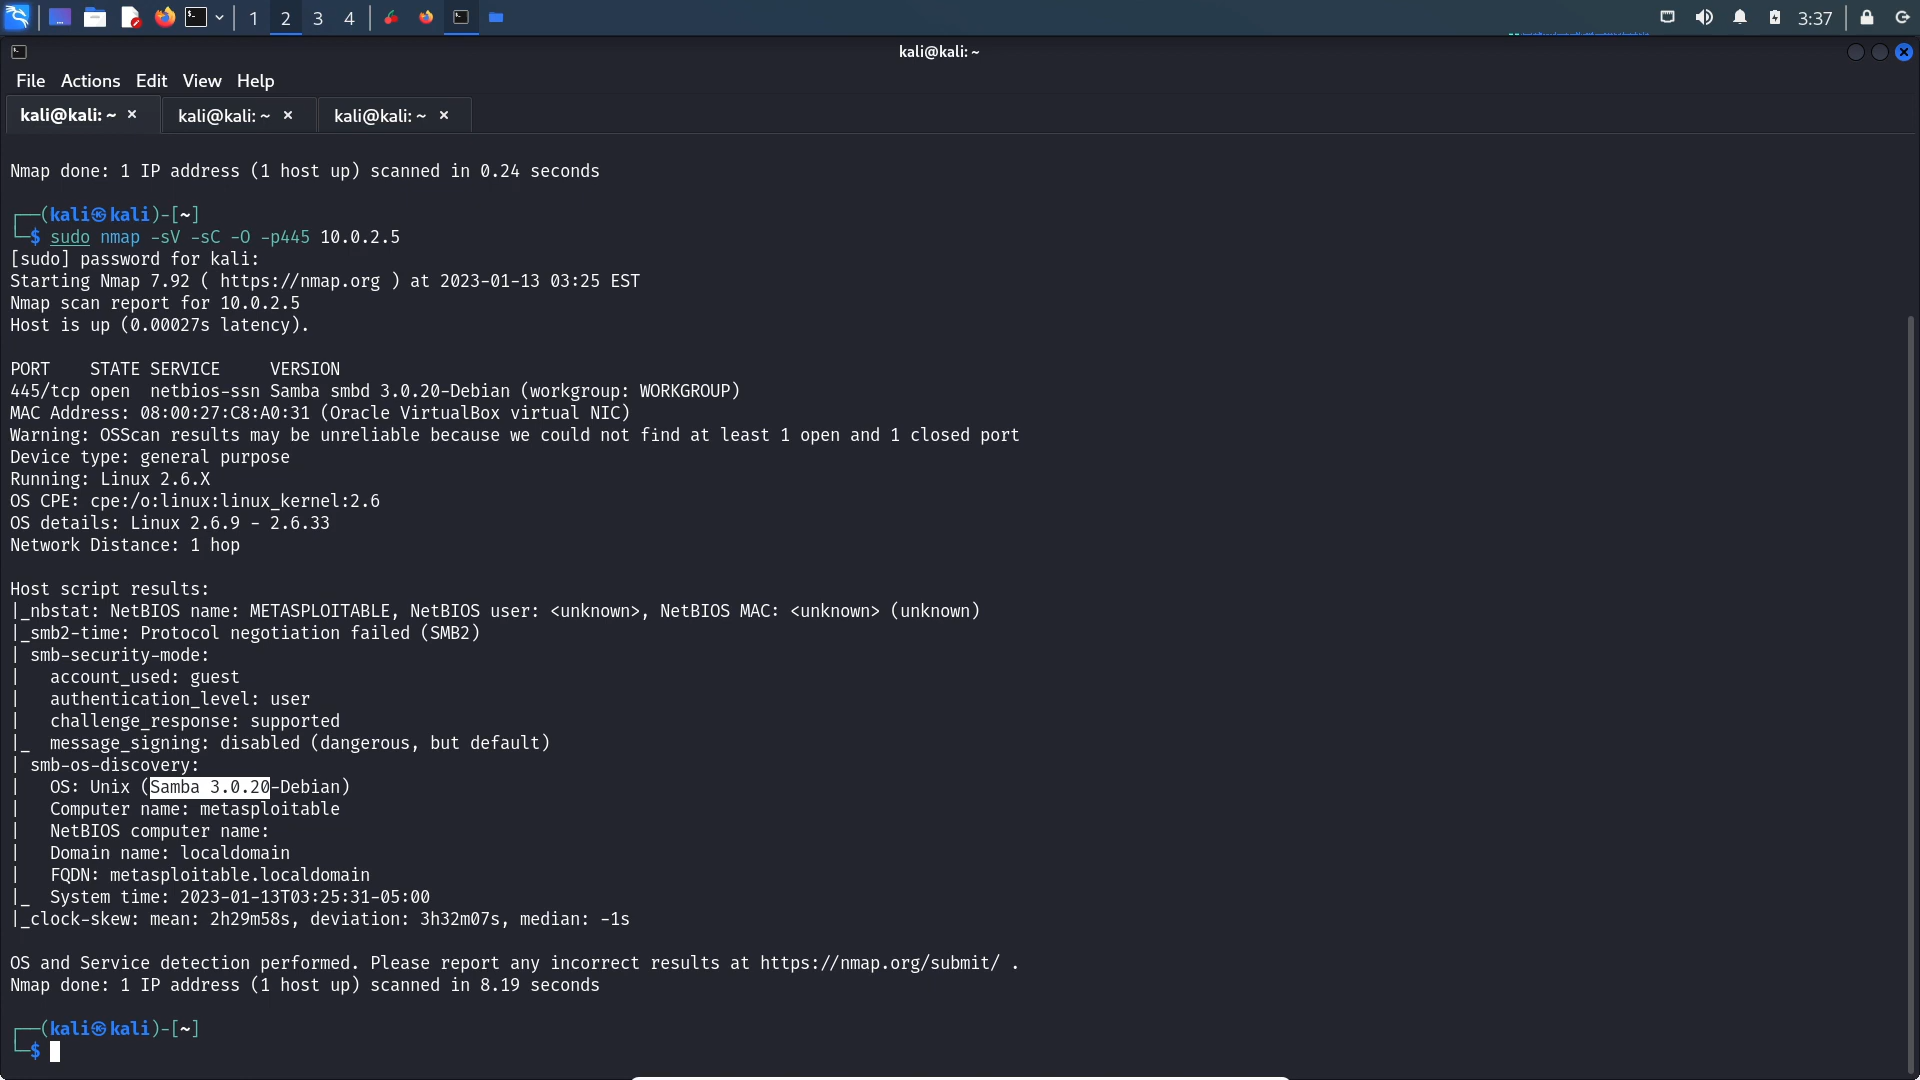 1 2 3 4 3:37
kali@kali: ~
File Actions Edit View Help
kali@kali: ~ × kali@kali: ~ × kali@kali: ~ ×
Nmap done: 1 IP address (1 host up) scanned in 0.24 seconds
┌──(kali㉿kali)-[~]
└─$ sudo nmap -sV -sC -O -p445 10.0.2.5
[sudo] password for kali:
Starting Nmap 7.92 ( https://nmap.org ) at 2023-01-13 03:25 EST
Nmap scan report for 10.0.2.5
Host is up (0.00027s latency).
PORT    STATE SERVICE     VERSION
445/tcp open  netbios-ssn Samba smbd 3.0.20-Debian (workgroup: WORKGROUP)
MAC Address: 08:00:27:C8:A0:31 (Oracle VirtualBox virtual NIC)
Warning: OSScan results may be unreliable because we could not find at least 1 open and 1 closed port
Device type: general purpose
Running: Linux 2.6.X
OS CPE: cpe:/o:linux:linux_kernel:2.6
OS details: Linux 2.6.9 - 2.6.33
Network Distance: 1 hop
Host script results:
|_nbstat: NetBIOS name: METASPLOITABLE, NetBIOS user: <unknown>, NetBIOS MAC: <unknown> (unknown)
|_smb2-time: Protocol negotiation failed (SMB2)
| smb-security-mode:
|   account_used: guest
|   authentication_level: user
|   challenge_response: supported
|_  message_signing: disabled (dangerous, but default)
| smb-os-discovery:
|   OS: Unix (Samba 3.0.20-Debian)
|   Computer name: metasploitable
|   NetBIOS computer name:
|   Domain name: localdomain
|   FQDN: metasploitable.localdomain
|_  System time: 2023-01-13T03:25:31-05:00
|_clock-skew: mean: 2h29m58s, deviation: 3h32m07s, median: -1s
OS and Service detection performed. Please report any incorrect results at https://nmap.org/submit/ .
Nmap done: 1 IP address (1 host up) scanned in 8.19 seconds
┌──(kali㉿kali)-[~]
└─$